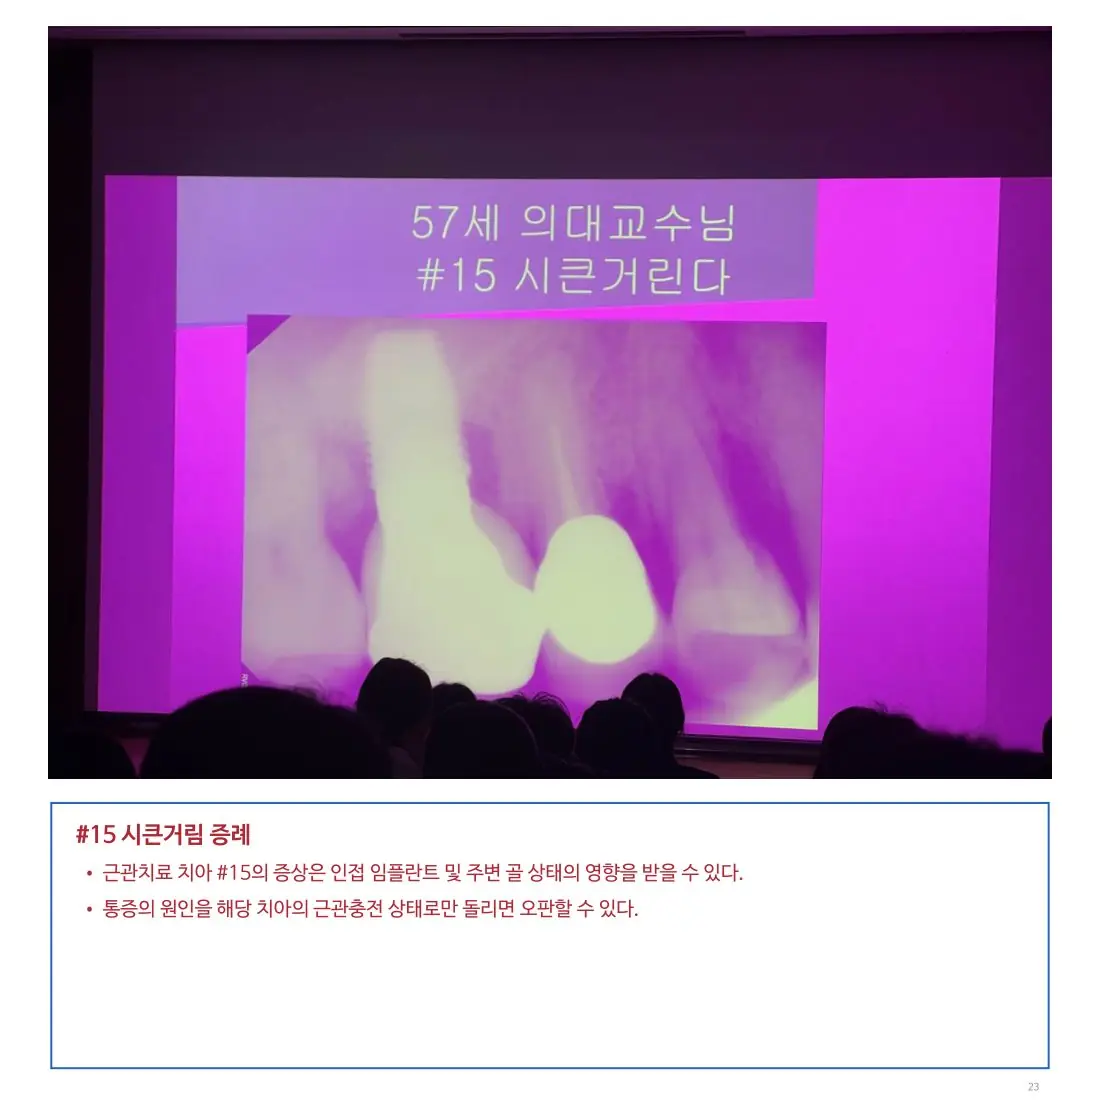 57세 의대교수님
#15 시큰거린다
#15 시큰거림 증례
• 근관치료 치아 #15의 증상은 인접 임플란트 및 주변 골 상태의 영향을 받을 수 있다.
• 통증의 원인을 해당 치아의 근관충전 상태로만 돌리면 오판할 수 있다.
23